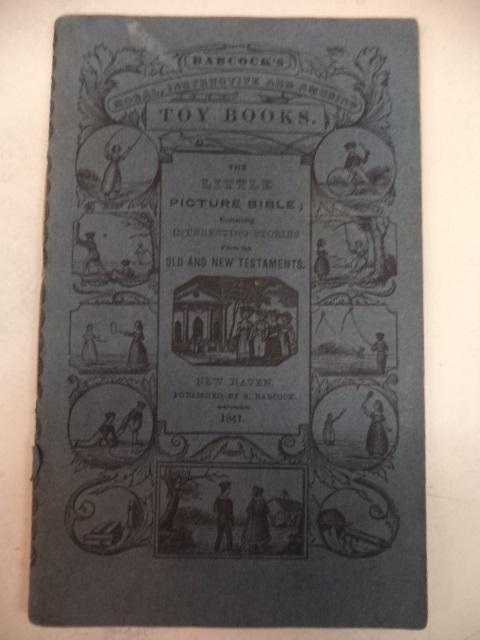 BABCOCK'S
MORAL, INSTRUCTIVE AND AMUSING
TOY BOOKS.
THE
LITTLE
PICTURE BIBLE;
Containing
INTERESTING STORIES
From the
OLD AND NEW TESTAMENTS.
NEW HAVEN.
PUBLISHED BY S. BABCOCK.
1841.